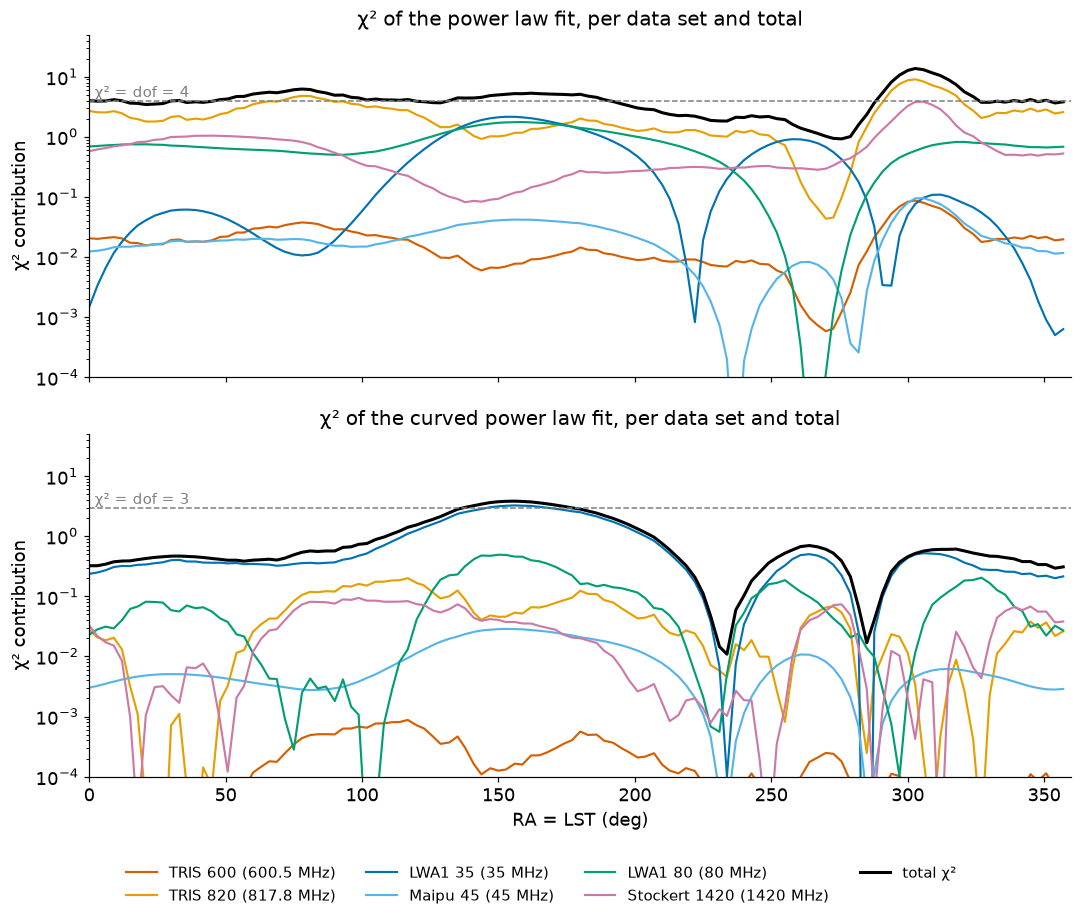 χ² of the power law fit, per data set and total
10¹
χ² = dof = 4
10⁰
10⁻¹
10⁻²
10⁻³
10⁻⁴
χ² contribution
χ² of the curved power law fit, per data set and total
10¹
χ² = dof = 3
10⁰
10⁻¹
10⁻²
10⁻³
10⁻⁴
χ² contribution
0 50 100 150 200 250 300 350
RA = LST (deg)
TRIS 600 (600.5 MHz) LWA1 35 (35 MHz) LWA1 80 (80 MHz) total χ²
TRIS 820 (817.8 MHz) Maipu 45 (45 MHz) Stockert 1420 (1420 MHz)